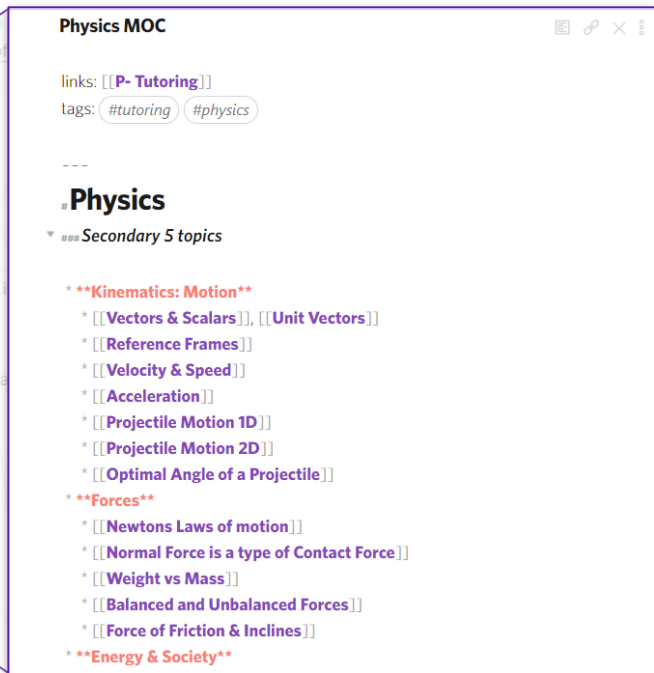 Physics MOC
links: [[P- Tutoring]]
tags: #tutoring #physics
---
# Physics
### Secondary 5 topics
* **Kinematics: Motion**
* [[Vectors & Scalars]], [[Unit Vectors]]
* [[Reference Frames]]
* [[Velocity & Speed]]
* [[Acceleration]]
* [[Projectile Motion 1D]]
* [[Projectile Motion 2D]]
* [[Optimal Angle of a Projectile]]
* **Forces**
* [[Newtons Laws of motion]]
* [[Normal Force is a type of Contact Force]]
* [[Weight vs Mass]]
* [[Balanced and Unbalanced Forces]]
* [[Force of Friction & Inclines]]
* **Energy & Society**